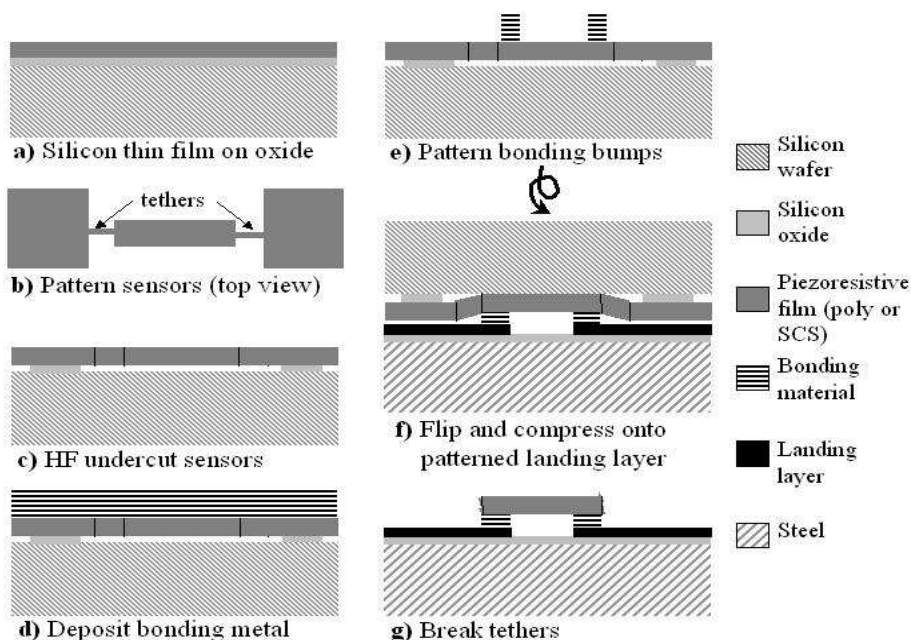 a) Silicon thin film on oxide
tethers
b) Pattern sensors (top view)
c) HF undercut sensors
d) Deposit bonding metal
e) Pattern bonding bumps
f) Flip and compress onto
patterned landing layer
g) Break tethers
Silicon
wafer
Silicon
oxide
Piezoresistive
film (poly or
SCS)
Bonding
material
Landing
layer
Steel